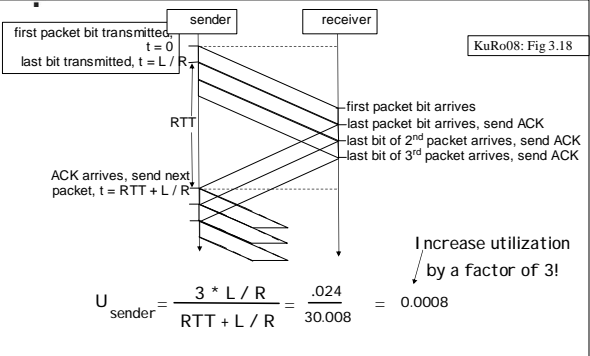 sender
receiver
first packet bit transmitted,
t = 0
last bit transmitted, t = L / R
KuRo08: Fig 3.18
RTT
first packet bit arrives
last packet bit arrives, send ACK
last bit of 2nd packet arrives, send ACK
last bit of 3rd packet arrives, send ACK
ACK arrives, send next
packet, t = RTT + L / R
Increase utilization
by a factor of 3!
U sender = 3 * L / R = .024 = 0.0008
RTT + L / R 30.008